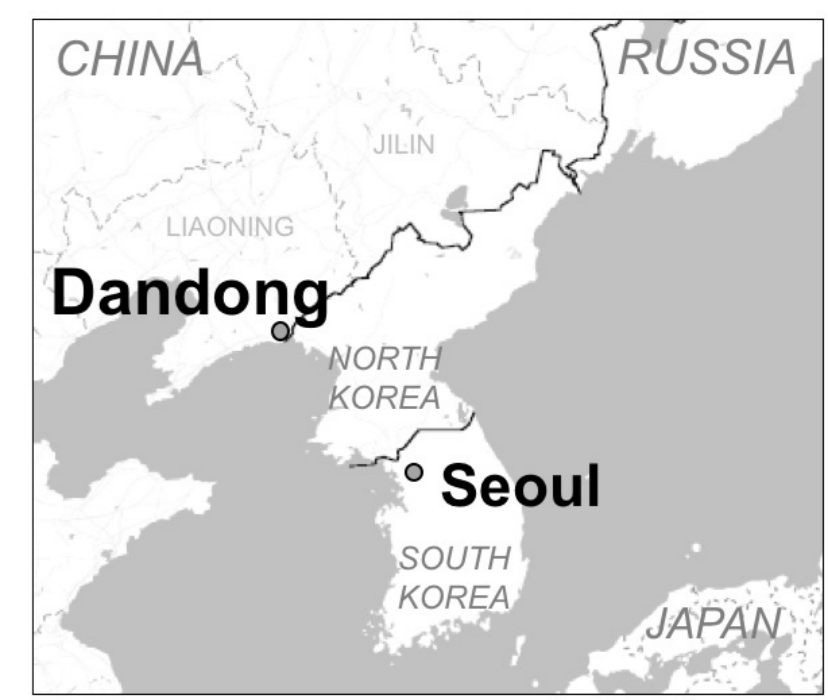 CHINA
RUSSIA
JILIN
LIAONING
Dandong
NORTH
KOREA
Seoul
SOUTH
KOREA
JAPAN